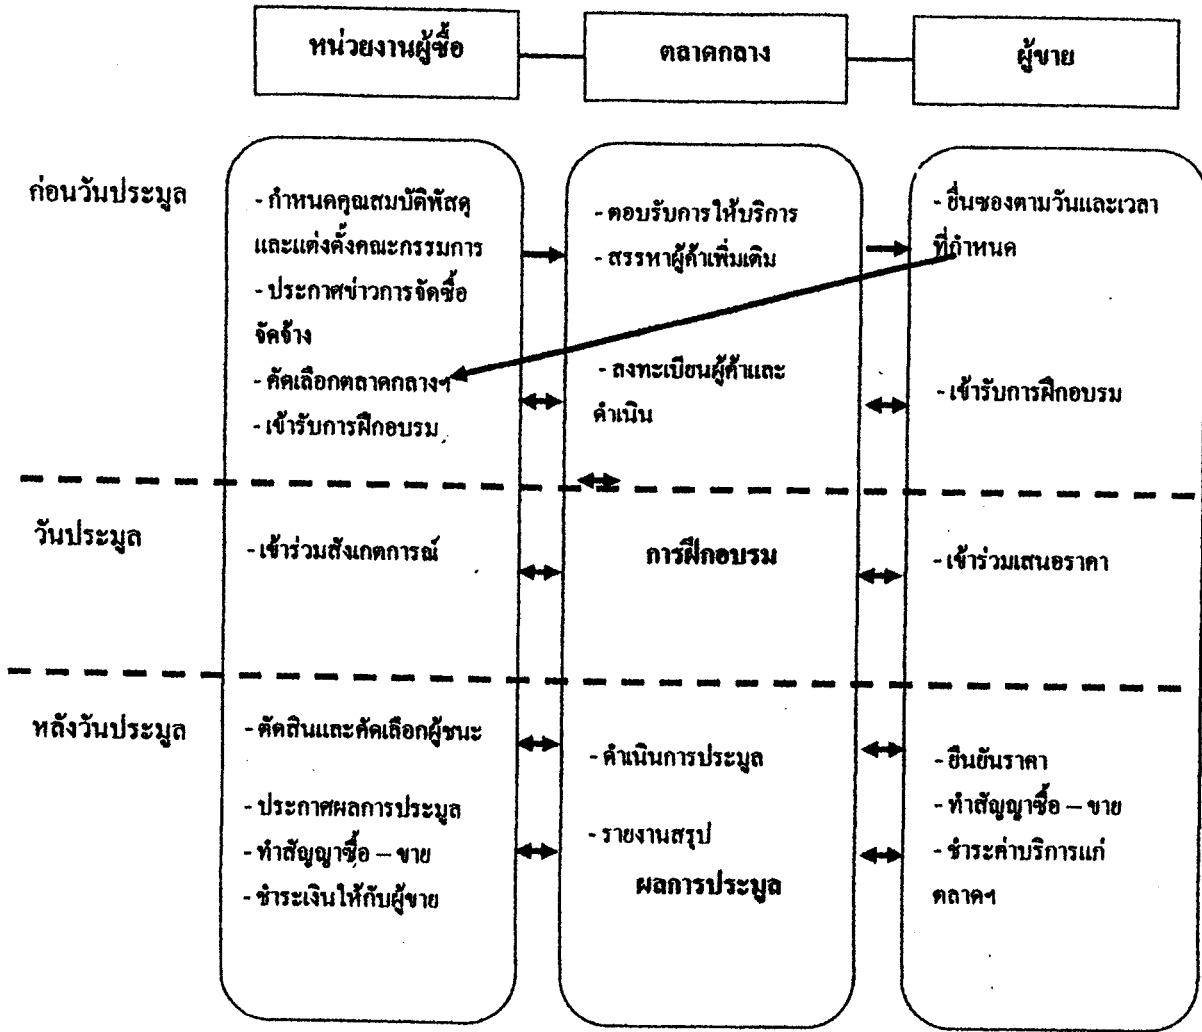 หน่วยงานผู้ซื้อ
ตลาดกลาง
ผู้ขาย
ก่อนวันประมูล
- กำหนดคุณสมบัติพัสดุ
และแต่งตั้งคณะกรรมการ
- ประกาศข่าวการจัดซื้อ
จัดจ้าง
- คัดเลือกตลาดกลางฯ
- เข้ารับการฝึกอบรม
- ตอบรับการให้บริการ
- สรรหาผู้ค้าเพิ่มเติม
- ลงทะเบียนผู้ค้าและ
ดำเนิน
- ยื่นซองตามวันและเวลา
ที่กำหนด
- เข้ารับการฝึกอบรม
วันประมูล
- เข้าร่วมสังเกตการณ์
การฝึกอบรม
- เข้าร่วมเสนอราคา
หลังวันประมูล
- ตัดสินและคัดเลือกผู้ชนะ
- ประกาศผลการประมูล
- ทำสัญญาซื้อ – ขาย
- ชำระเงินให้กับผู้ขาย
- ดำเนินการประมูล
- รายงานสรุป
ผลการประมูล
- ยืนยันราคา
- ทำสัญญาซื้อ – ขาย
- ชำระค่าบริการแก่
ตลาดฯ